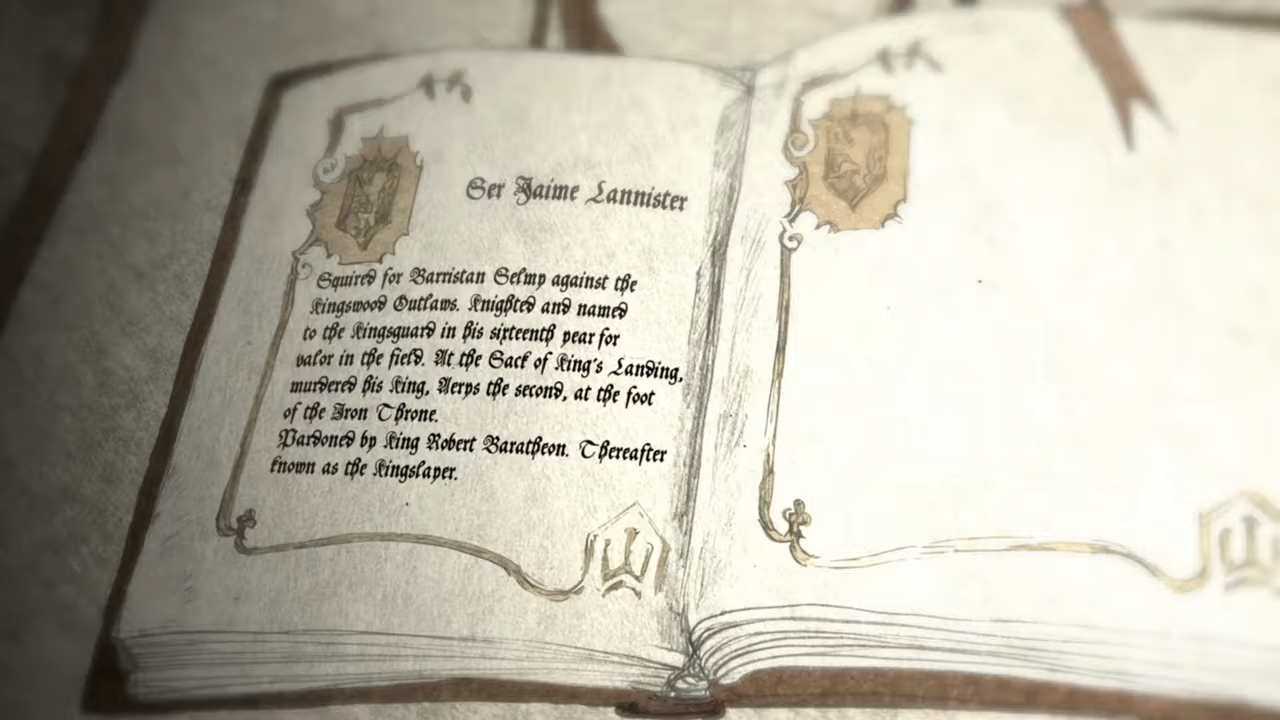 Ser Jaime Lannister
Squired for Barristan Selmy against the
Kingswood Outlaws. Knighted and named
to the Kingsguard in his sixteenth year for
valor in the field. At the Sack of King's Landing,
murdered his King, Aerys the second, at the foot
of the Iron Throne.
Pardoned by King Robert Baratheon. Thereafter
known as the Kingslayer.